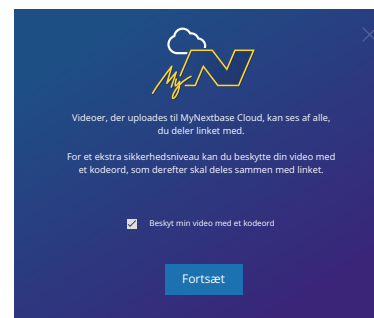 My N
Videoer, der uploades til MyNextbase Cloud, kan ses af alle,
du deler linket med.
For et ekstra sikkerhedsniveau kan du beskytte din video med
et kodeord, som derefter skal deles sammen med linket.
Beskyt min video med et kodeord
Fortsæt